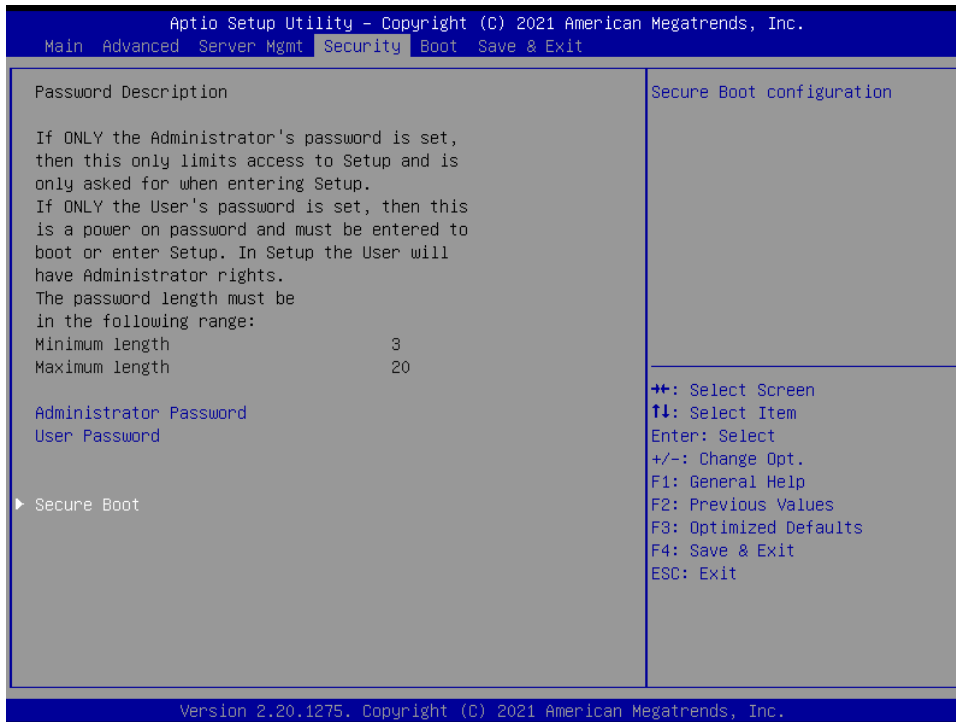 Aptio Setup Utility – Copyright (C) 2021 American Megatrends, Inc.
Main Advanced Server Mgmt Security Boot Save & Exit
Password Description
If ONLY the Administrator's password is set,
then this only limits access to Setup and is
only asked for when entering Setup.
If ONLY the User's password is set, then this
is a power on password and must be entered to
boot or enter Setup. In Setup the User will
have Administrator rights.
The password length must be
in the following range:
Minimum length 3
Maximum length 20
Administrator Password
User Password
Secure Boot
Secure Boot configuration
→←: Select Screen
↑↓: Select Item
Enter: Select
+/-: Change Opt.
F1: General Help
F2: Previous Values
F3: Optimized Defaults
F4: Save & Exit
ESC: Exit
Version 2.20.1275. Copyright (C) 2021 American Megatrends, Inc.